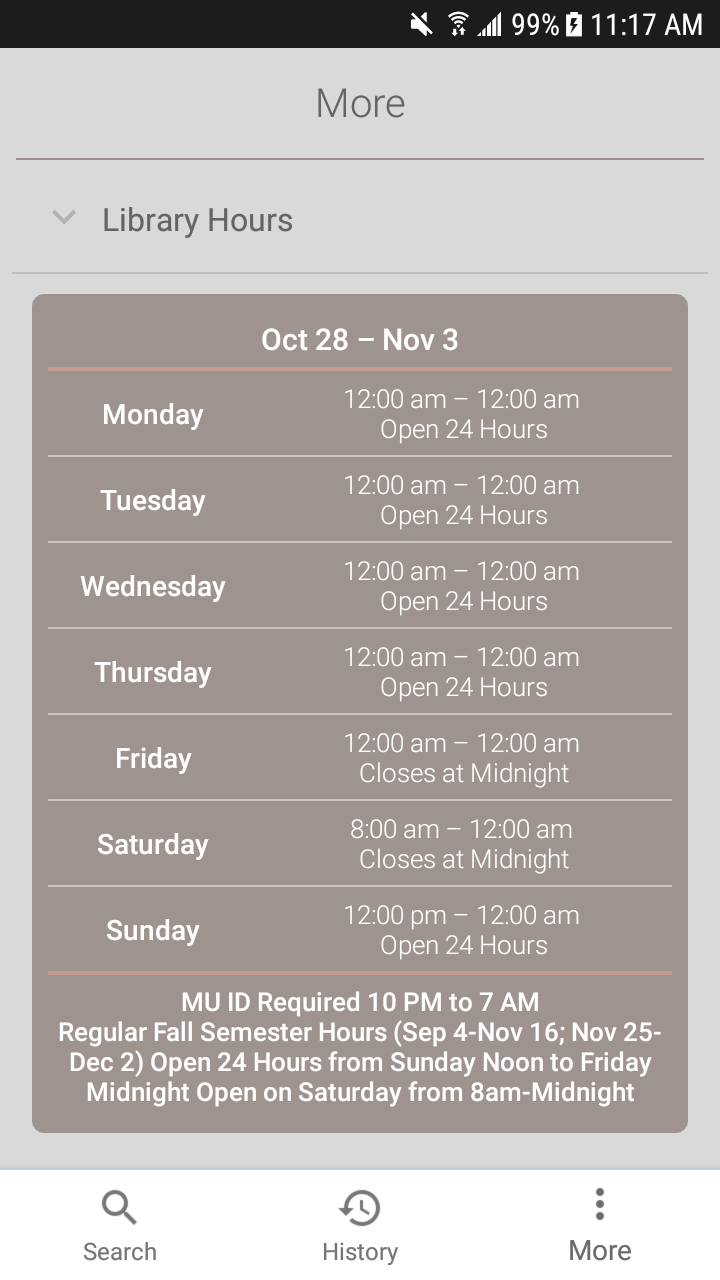 99% 11:17 AM
More
Library Hours
Oct 28 – Nov 3
Monday
12:00 am – 12:00 am
Open 24 Hours
Tuesday
12:00 am – 12:00 am
Open 24 Hours
Wednesday
12:00 am – 12:00 am
Open 24 Hours
Thursday
12:00 am – 12:00 am
Open 24 Hours
Friday
12:00 am – 12:00 am
Closes at Midnight
Saturday
8:00 am – 12:00 am
Closes at Midnight
Sunday
12:00 pm – 12:00 am
Open 24 Hours
MU ID Required 10 PM to 7 AM
Regular Fall Semester Hours (Sep 4-Nov 16; Nov 25-
Dec 2) Open 24 Hours from Sunday Noon to Friday
Midnight Open on Saturday from 8am-Midnight
Search
History
More